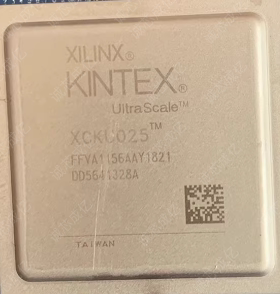 XILINX®
KINTEX®
UltraScale™
XCKU025™
FFVA1156AAY1821
DD5641328A
TAIWAN